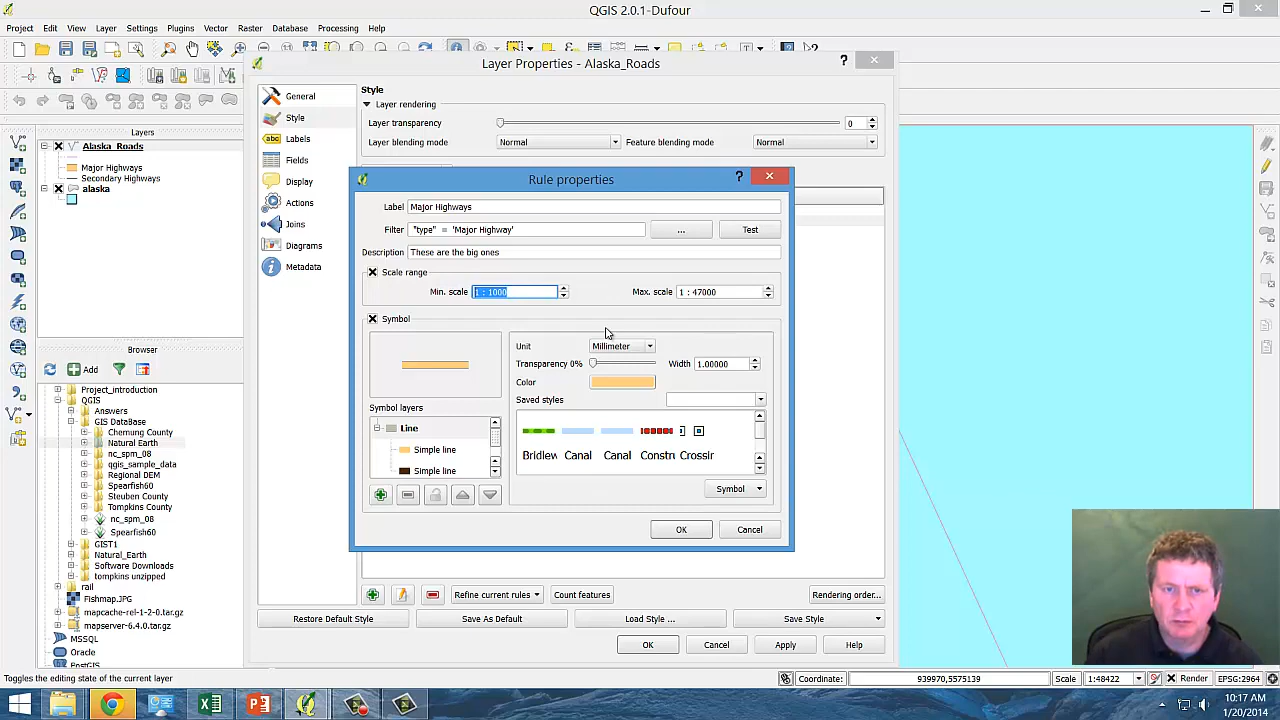 QGIS 2.0.1-Dufour
Project Edit View Layer Settings Plugins Vector Raster Database Processing Help
Layer Properties - Alaska_Roads
General
Style
Labels
Fields
Display
Actions
Joins
Diagrams
Metadata
Style
Layer rendering
Layer transparency 0
Layer blending mode Normal Feature blending mode Normal
Layers
Alaska_Roads
Major Highways
Secondary Highways
alaska
Rule properties
Label Major Highways
Filter "type" = 'Major Highway' ... Test
Description These are the big ones
Scale range
Min. scale 1 : 1000 Max. scale 1 : 47000
Symbol
Unit Millimeter
Transparency 0% Width 1.00000
Color
Saved styles
Symbol layers
Line
Simple line
Simple line
Bridlew Canal Canal Constri Crossir
Symbol
OK Cancel
Browser
Add
Project_introduction
QGIS
Answers
GIS DataBase
Chemung County
Natural Earth
nc_spm_08
qgis_sample_data
Regional DEM
Spearfish60
Steuben County
Tompkins County
nc_spm_08
Spearfish60
GIST1
Natural_Earth
Software Downloads
tompkins unzipped
rail
Fishmap.JPG
mapcache-rel-1-2-0.tar.gz
mapserver-6.4.0.tar.gz
MSSQL
Oracle
PostGIS
Refine current rules Count features Rendering order...
Restore Default Style Save As Default Load Style ... Save Style
OK Cancel Apply Help
Toggles the editing state of the current layer
Coordinate: 939970,5575139 Scale 1:48422 Render EPSG:2964
10:17 AM
1/20/2014